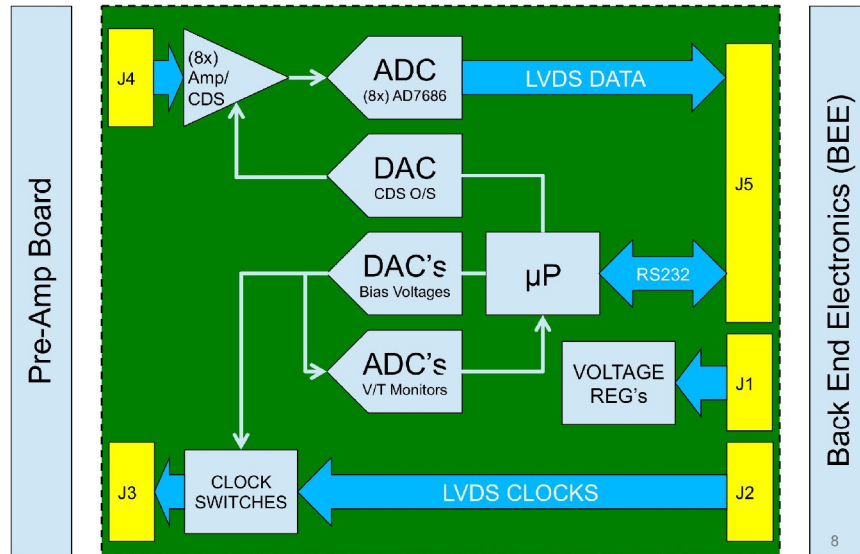 Pre-Amp Board
J4
(8x)
Amp/
CDS
ADC
(8x) AD7686
LVDS DATA
J5
DAC
CDS O/S
DAC's
Bias Voltages
µP
RS232
ADC's
V/T Monitors
VOLTAGE
REG's
J1
J3
CLOCK
SWITCHES
LVDS CLOCKS
J2
Back End Electronics (BEE)
8